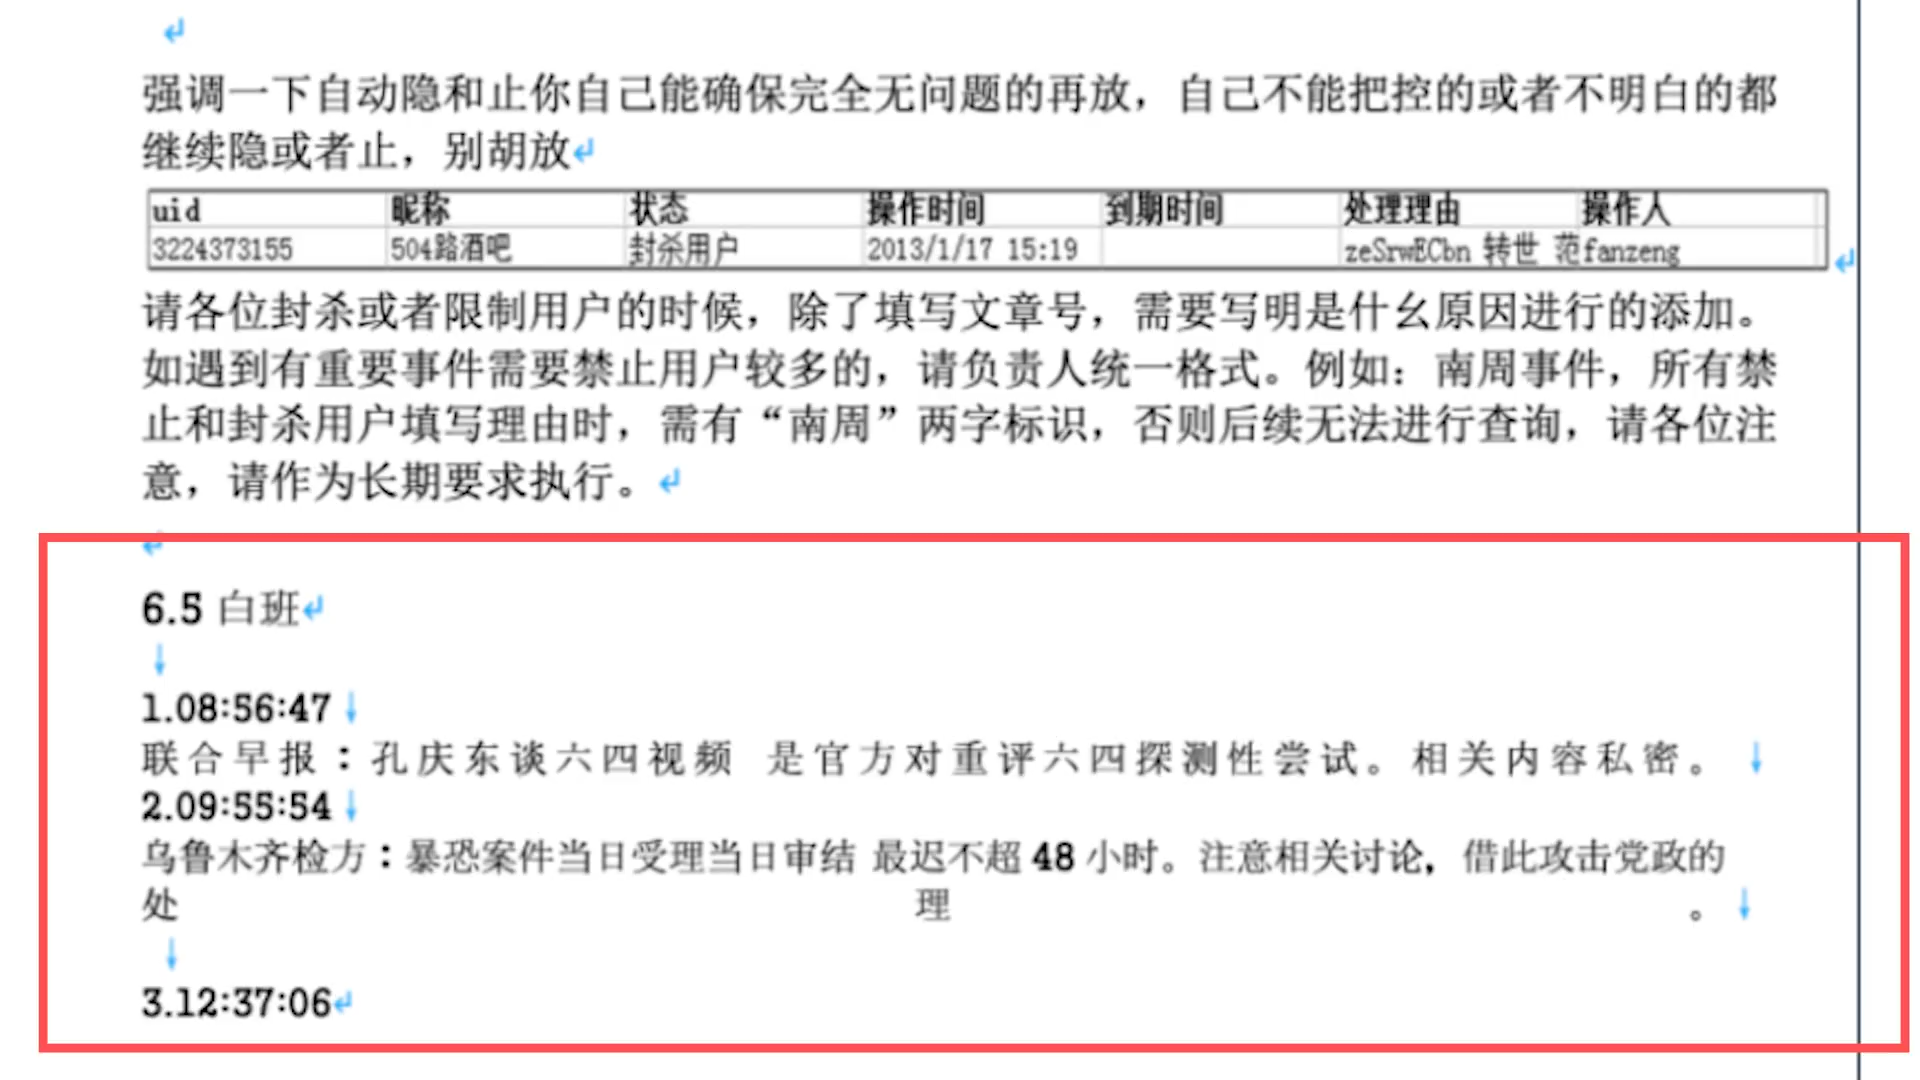 强调一下自动隐和止你自己能确保完全无问题的再放，自己不能把控的或者不明白的都
继续隐或者止，别胡放
uid 昵称 状态 操作时间 到期时间 处理理由 操作人
3224373155 504路酒吧 封杀用户 2013/1/17 15:19 zeSrwECbn 转世 范 fanzeng
请各位封杀或者限制用户的时候，除了填写文章号，需要写明是什么原因进行的添加。
如遇到有重要事件需要禁止用户较多的，请负责人统一格式。例如：南周事件，所有禁
止和封杀用户填写理由时，需有“南周”两字标识，否则后续无法进行查询，请各位注
意，请作为长期要求执行。
6.5 白班
1.08:56:47
联合早报：孔庆东谈六四视频 是官方对重评六四探测性尝试。相关内容私密。
2.09:55:54
乌鲁木齐检方：暴恐案件当日受理当日审结 最迟不超 48 小时。注意相关讨论，借此攻击党政的
处理。
3.12:37:06